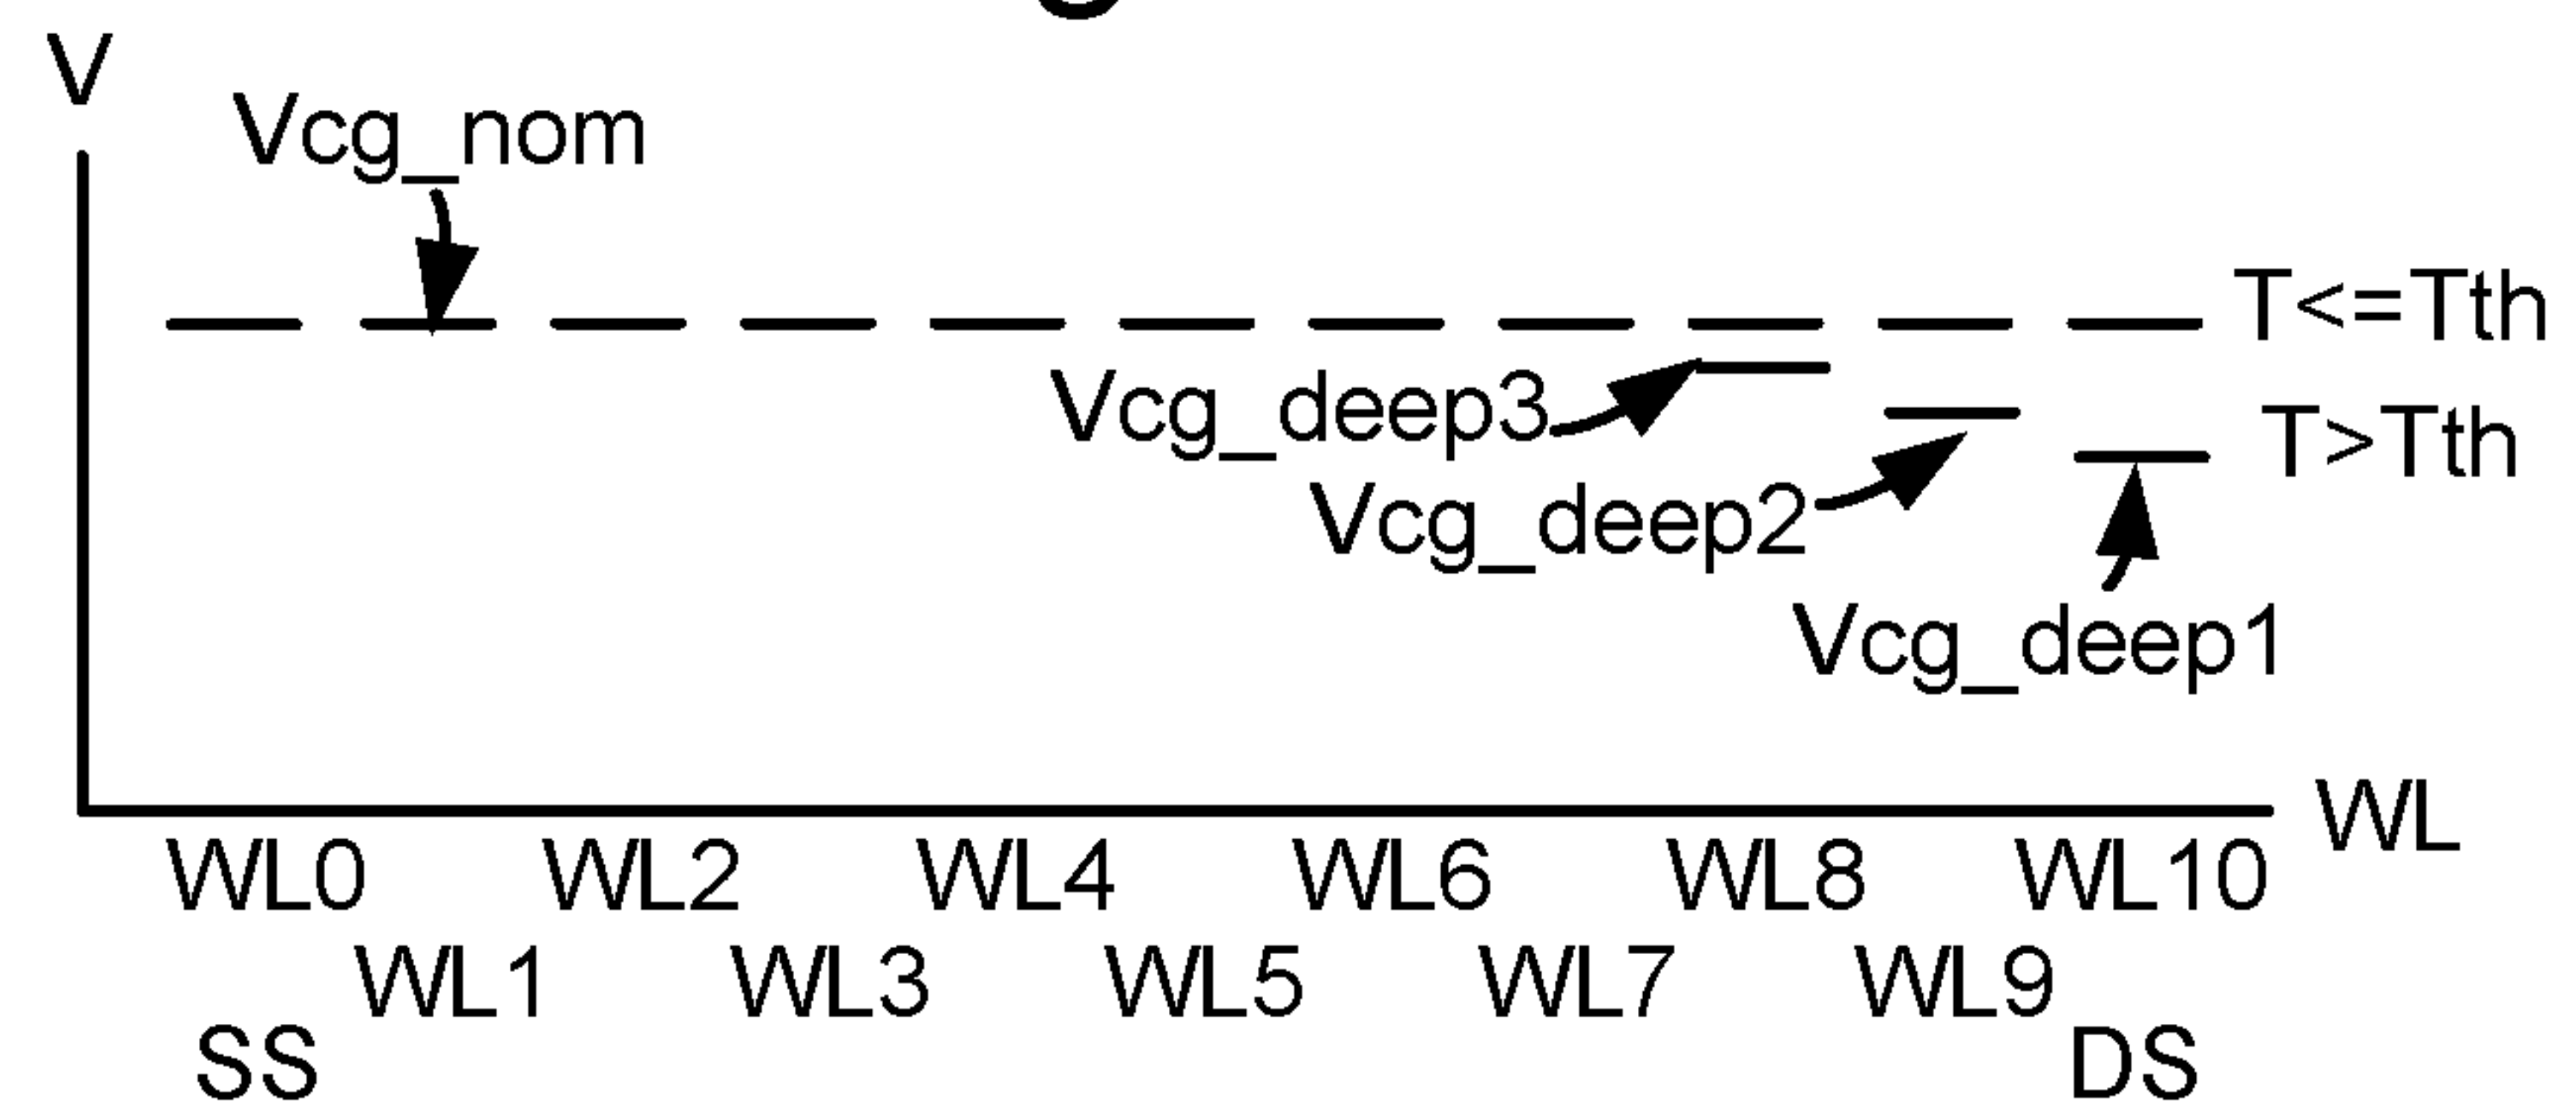 V
Vcg_nom
T<=Tth
Vcg_deep3
T>Tth
Vcg_deep2
Vcg_deep1
WL
WL0 WL2 WL4 WL6 WL8 WL10
WL1 WL3 WL5 WL7 WL9
SS DS